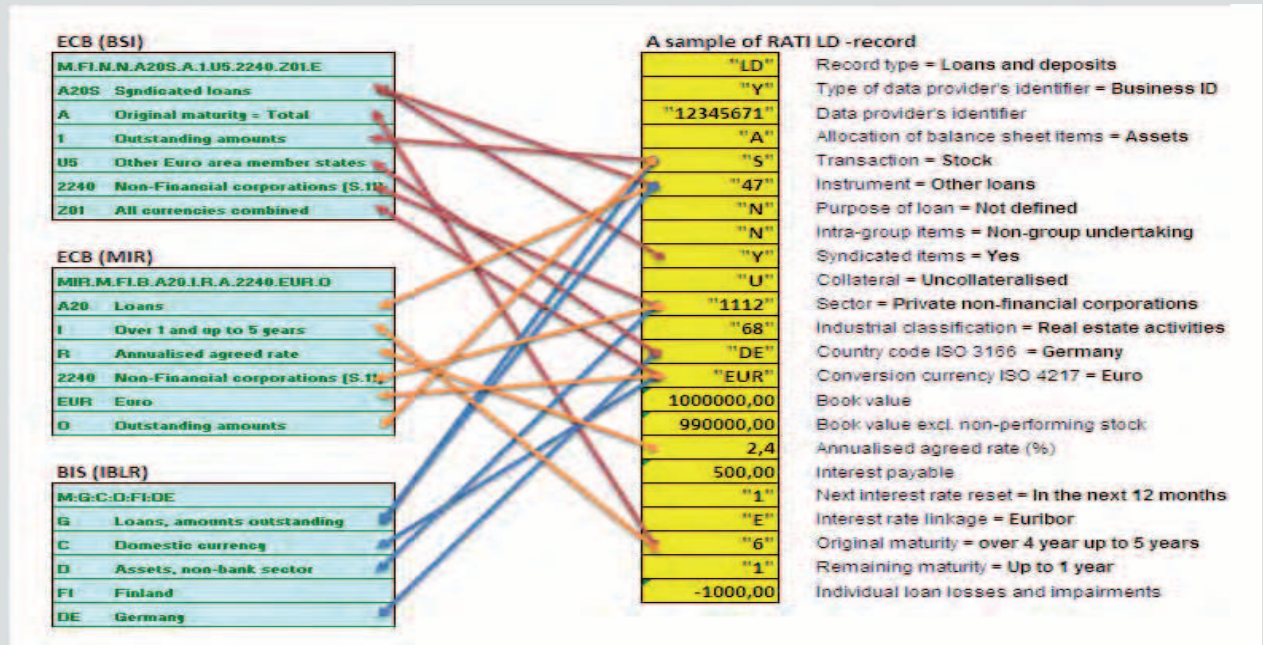 ECB (BSI)
M.FI.N.N.A20S.A.1.U5.2240.Z01.E
A20S Syndicated loans
A Original maturity = Total
1 Outstanding amounts
U5 Other Euro area member states
2240 Non-Financial corporations (S.11)
Z01 All currencies combined
ECB (MIR)
MIR.M.FI.B.A20.I.R.A.2240.EUR.O
A20 Loans
I Over 1 and up to 5 years
R Annualised agreed rate
2240 Non-Financial corporations (S.11)
EUR Euro
O Outstanding amounts
BIS (IBLR)
M:G:C:D:FI:DE
G Loans, amounts outstanding
C Domestic currency
D Assets, non-bank sector
FI Finland
DE Germany
A sample of RATI LD -record
"LD" Record type = Loans and deposits
"Y" Type of data provider's identifier = Business ID
"12345671" Data provider's identifier
"A" Allocation of balance sheet items = Assets
"S" Transaction = Stock
"47" Instrument = Other loans
"N" Purpose of loan = Not defined
"N" Intra-group items = Non-group undertaking
"Y" Syndicated items = Yes
"U" Collateral = Uncollateralised
"1112" Sector = Private non-financial corporations
"68" Industrial classification = Real estate activities
"DE" Country code ISO 3166 = Germany
"EUR" Conversion currency ISO 4217 = Euro
1000000,00 Book value
990000,00 Book value excl. non-performing stock
2,4 Annualised agreed rate (%)
500,00 Interest payable
"1" Next interest rate reset = In the next 12 months
"E" Interest rate linkage = Euribor
"6" Original maturity = over 4 year up to 5 years
"1" Remaining maturity = Up to 1 year
-1000,00 Individual loan losses and impairments